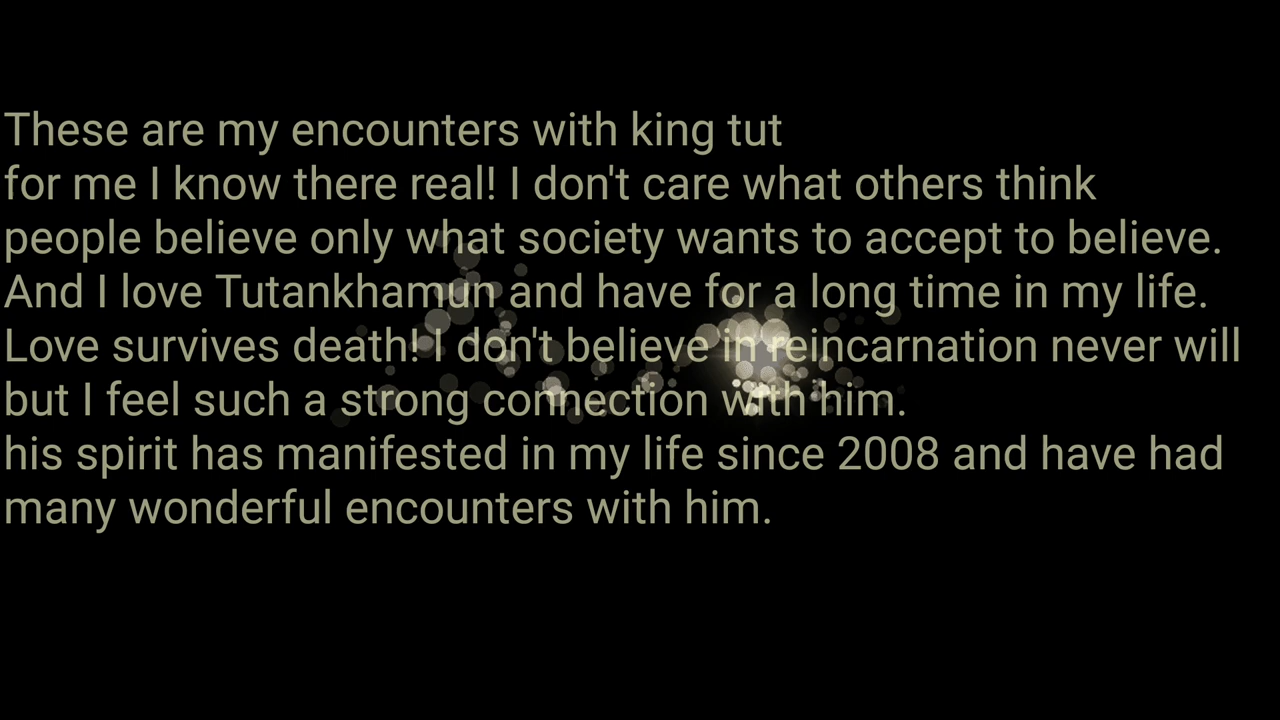 These are my encounters with king tut
for me I know there real! I don't care what others think
people believe only what society wants to accept to believe.
And I love Tutankhamun and have for a long time in my life.
Love survives death! I don't believe in reincarnation never will
but I feel such a strong connection with him.
his spirit has manifested in my life since 2008 and have had
many wonderful encounters with him.